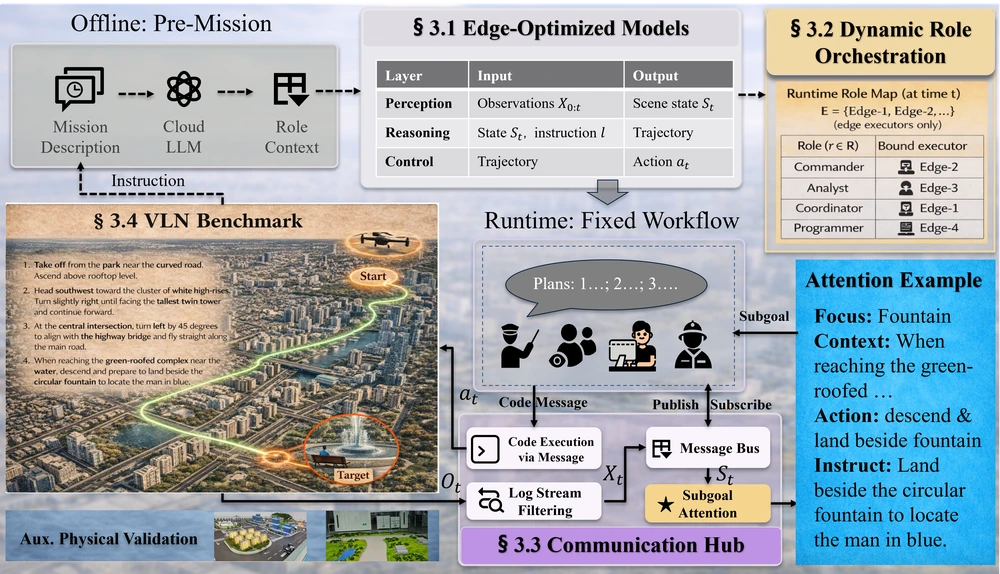 Offline: Pre-Mission
Mission
Description
Cloud
LLM
Role
Context
Instruction
§ 3.1 Edge-Optimized Models
Layer Input Output
Perception Observations X₀:t Scene state Sₜ
Reasoning State Sₜ, instruction l Trajectory
Control Trajectory Action aₜ
§ 3.2 Dynamic Role
Orchestration
Runtime Role Map (at time t)
E = {Edge-1, Edge-2,...}
(edge executors only)
Role (r ∈ R) Bound executor
Commander Edge-2
Analyst Edge-3
Coordinator Edge-1
Programmer Edge-4
§ 3.4 VLN Benchmark
1. Take off from the park near the curved road.
Ascend above rooftop level.
2. Head southwest toward the cluster of white high-rises.
Turn slightly right until facing the tallest twin tower
and continue forward.
3. At the central intersection, turn left by 45 degrees
to align with the highway bridge and fly straight along
the main road.
4. When reaching the green-roofed complex near the
water, descend and prepare to land beside the
circular fountain to locate the man in blue.
Start
Target
Runtime: Fixed Workflow
Plans: 1…; 2…; 3….
Subgoal
Code Message
Publish Subscribe
aₜ
Oₜ
Code Execution
via Message
Log Stream
Filtering
Xₜ
Message Bus
Sₜ
Subgoal
Attention
§ 3.3 Communication Hub
Attention Example
Focus: Fountain
Context: When
reaching the green-
roofed …
Action: descend &
land beside fountain
Instruct: Land
beside the circular
fountain to locate
the man in blue.
Aux. Physical Validation